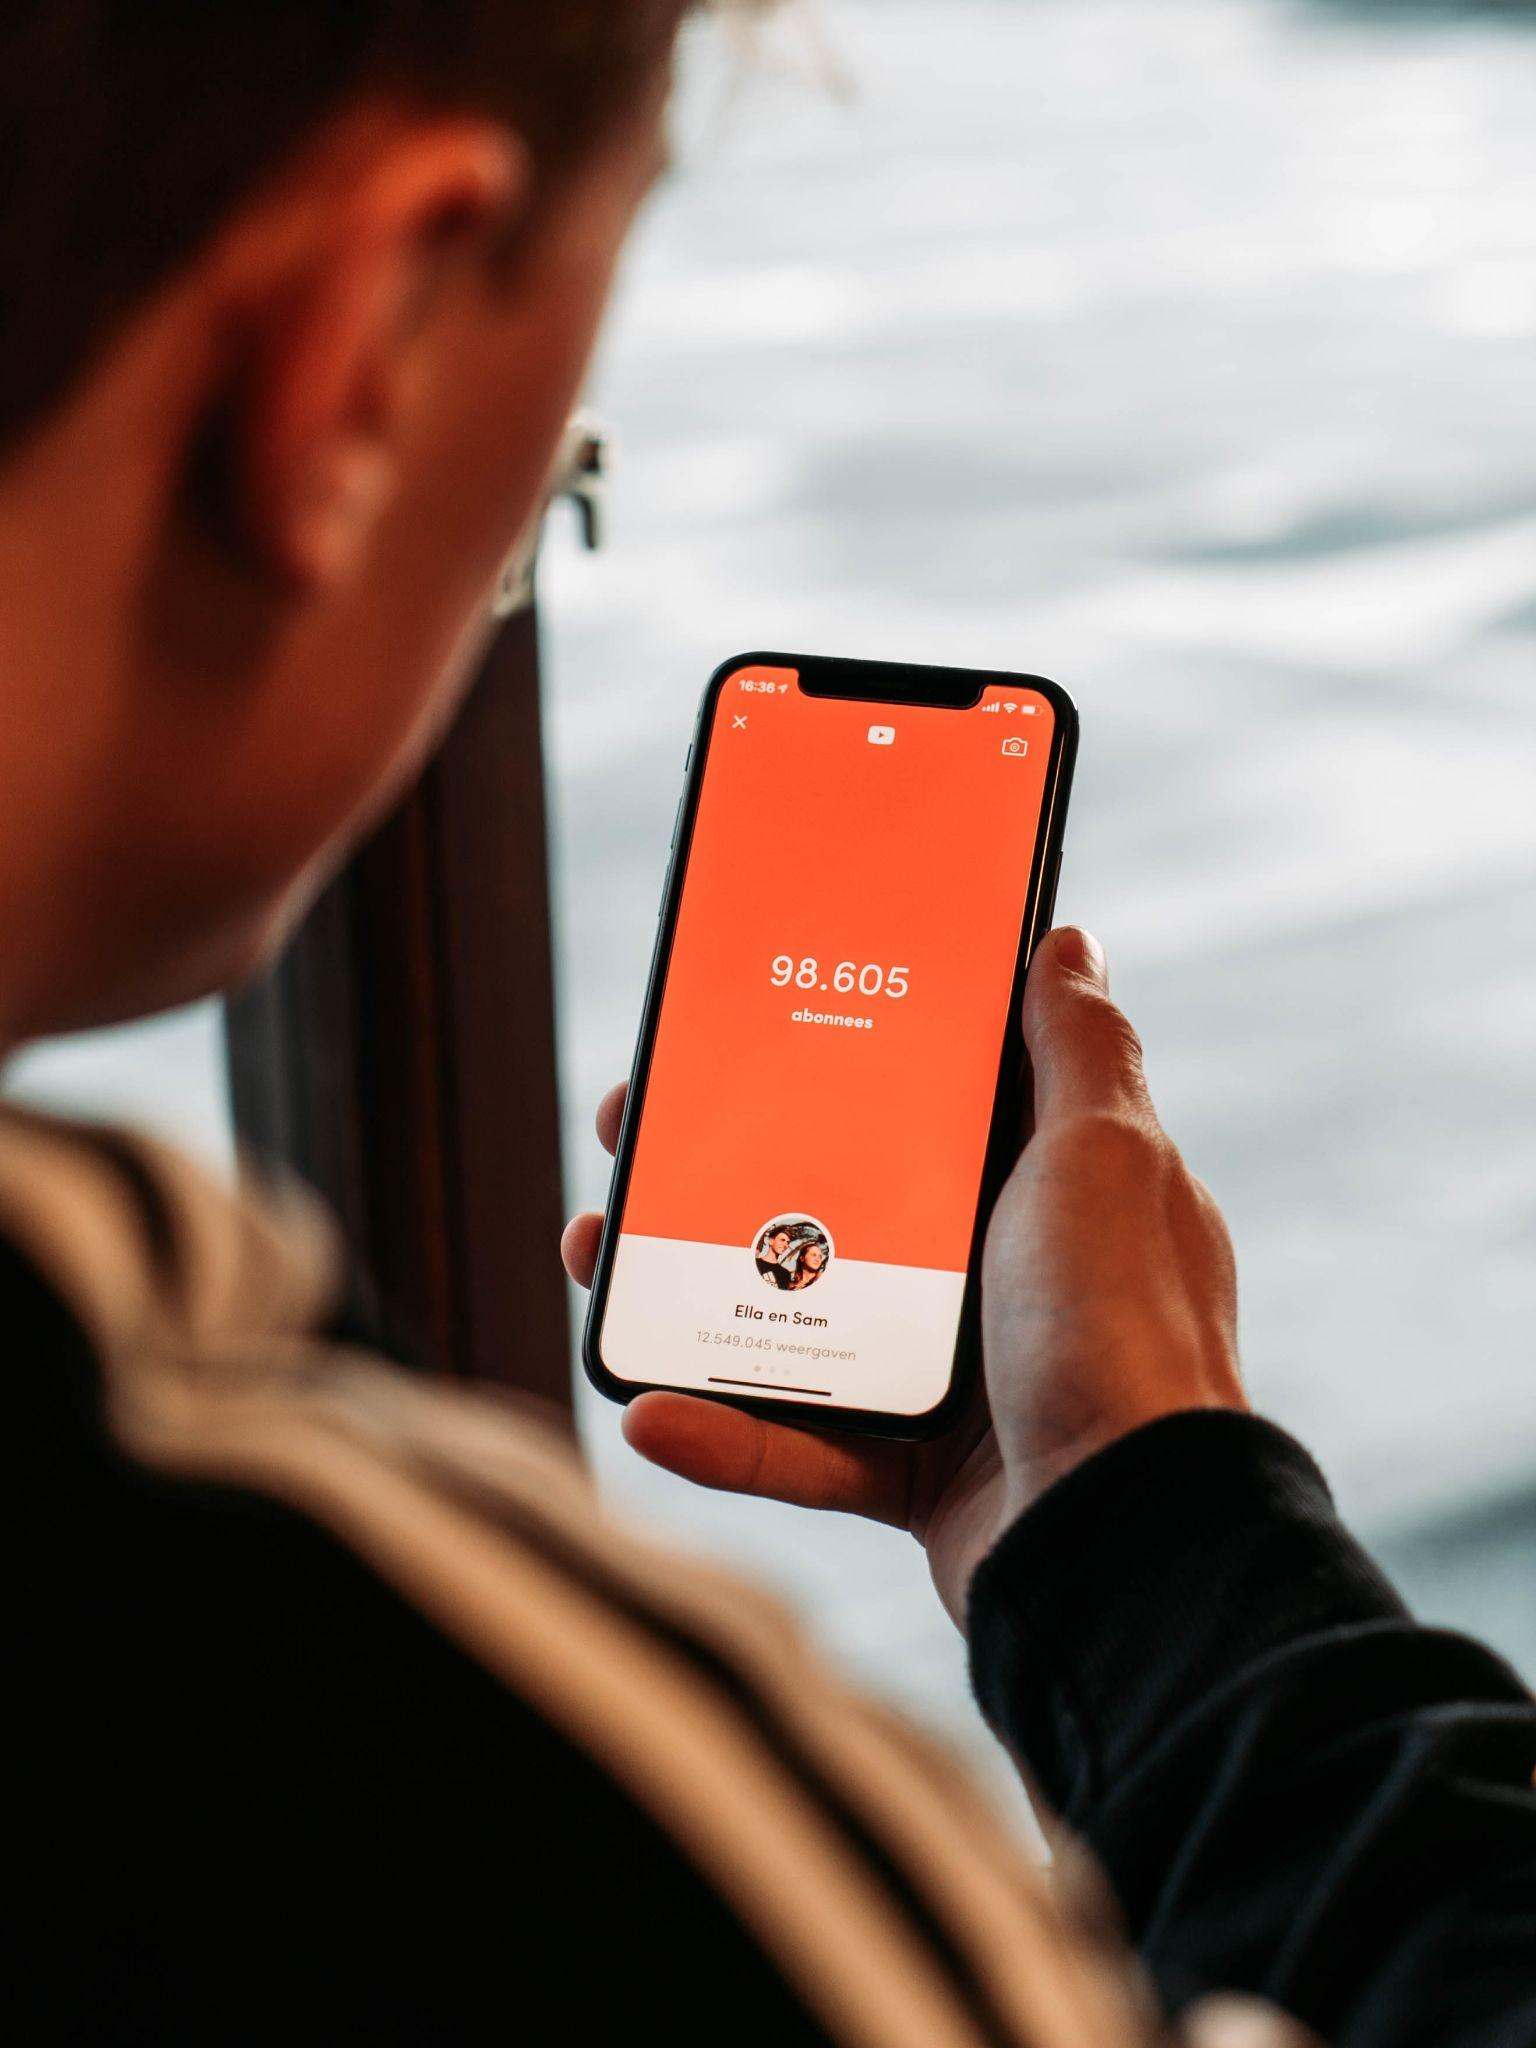 16:36
98.605
abonnees
Ella en Sam
12.549.045 weergaven